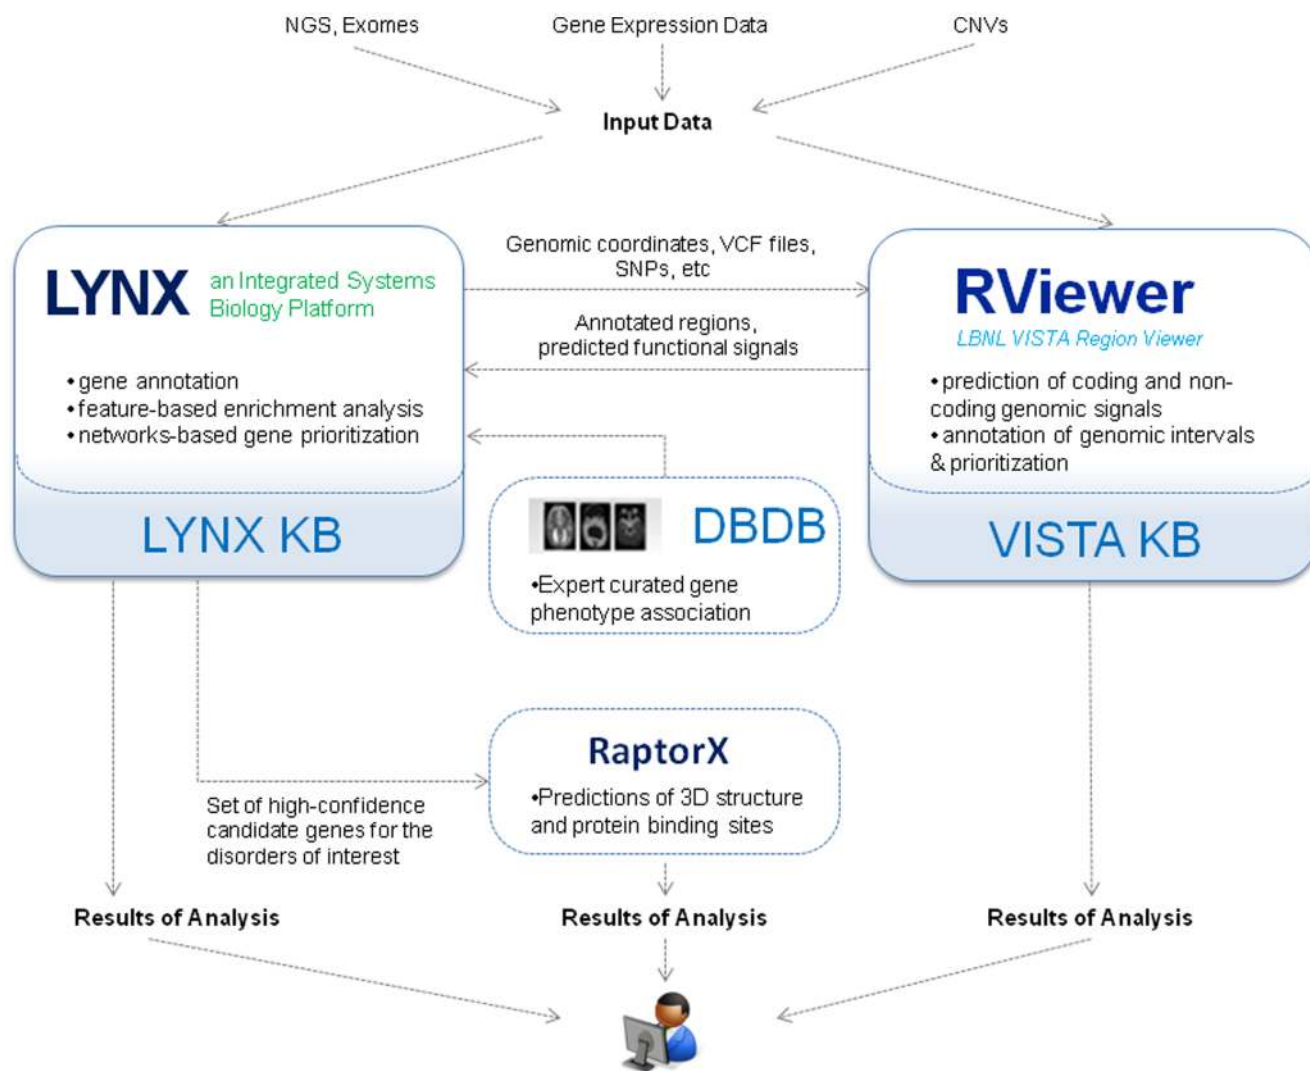 NGS, Exomes
Gene Expression Data
CNVs
Input Data
LYNX
an Integrated Systems
Biology Platform
•gene annotation
•feature-based enrichment analysis
•networks-based gene prioritization
LYNX KB
Genomic coordinates, VCF files,
SNPs, etc
Annotated regions,
predicted functional signals
RViewer
LBNL VISTA Region Viewer
•prediction of coding and non-
coding genomic signals
•annotation of genomic intervals
& prioritization
VISTA KB
DBDB
•Expert curated gene
phenotype association
RaptorX
•Predictions of 3D structure
and protein binding sites
Set of high-confidence
candidate genes for the
disorders of interest
Results of Analysis
Results of Analysis
Results of Analysis